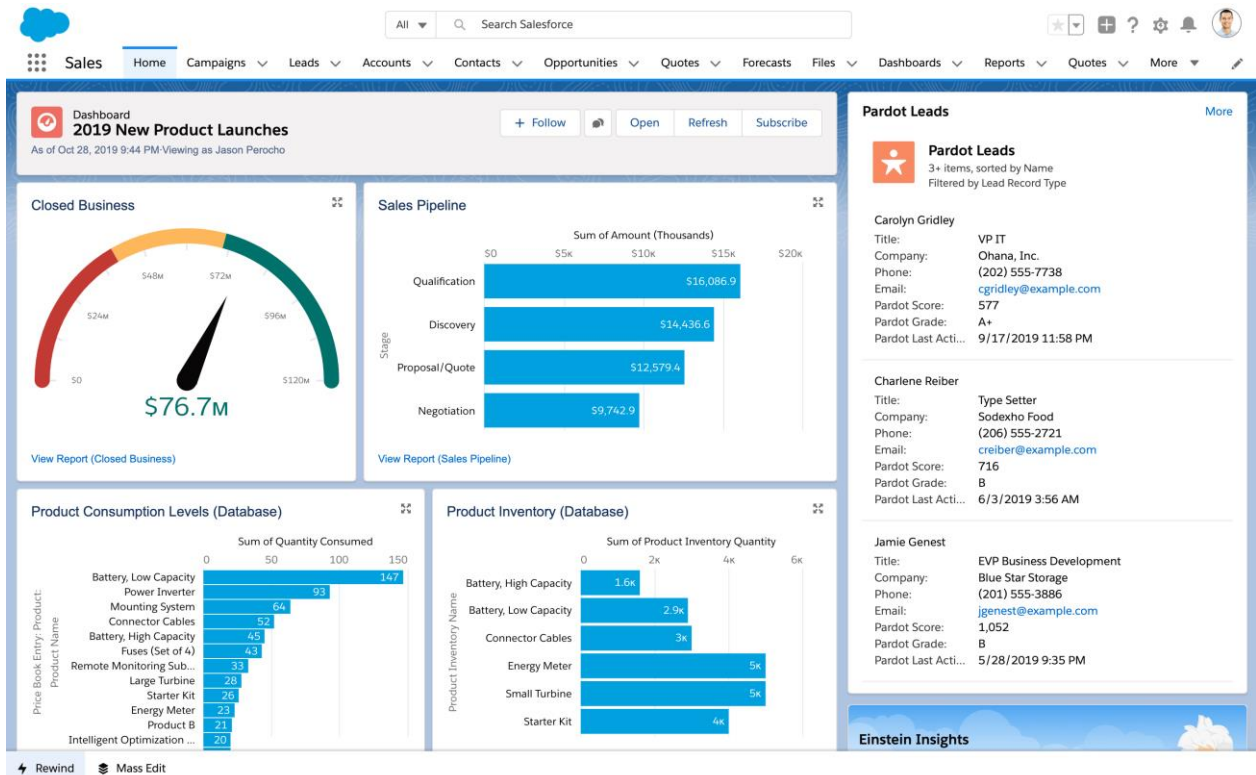 All
Search Salesforce
Sales
Home
Campaigns
Leads
Accounts
Contacts
Opportunities
Quotes
Forecasts
Files
Dashboards
Reports
Quotes
More
Dashboard
2019 New Product Launches
As of Oct 28, 2019 9:44 PM·Viewing as Jason Perocho
+ Follow
Open
Refresh
Subscribe
Closed Business
$0
$24M
$48M
$72M
$96M
$120M
$76.7M
View Report (Closed Business)
Sales Pipeline
Sum of Amount (Thousands)
$0 $5K $10K $15K $20K
Stage
Qualification $16,086.9
Discovery $14,436.6
Proposal/Quote $12,579.4
Negotiation $9,742.9
View Report (Sales Pipeline)
Product Consumption Levels (Database)
Sum of Quantity Consumed
0 50 100 150
Price Book Entry: Product:
Product Name
Battery, Low Capacity 147
Power Inverter 93
Mounting System 64
Connector Cables 52
Battery, High Capacity 45
Fuses (Set of 4) 43
Remote Monitoring Sub... 33
Large Turbine 28
Starter Kit 26
Energy Meter 23
Product B 21
Intelligent Optimization ... 20
Product Inventory (Database)
Sum of Product Inventory Quantity
0 2K 4K 6K
Product Inventory Name
Battery, High Capacity 1.6K
Battery, Low Capacity 2.9K
Connector Cables 3K
Energy Meter 5K
Small Turbine 5K
Starter Kit 4K
Pardot Leads
More
Pardot Leads
3+ items, sorted by Name
Filtered by Lead Record Type
Carolyn Gridley
Title: VP IT
Company: Ohana, Inc.
Phone: (202) 555-7738
Email: cgridley@example.com
Pardot Score: 577
Pardot Grade: A+
Pardot Last Acti... 9/17/2019 11:58 PM
Charlene Reiber
Title: Type Setter
Company: Sodexho Food
Phone: (206) 555-2721
Email: creiber@example.com
Pardot Score: 716
Pardot Grade: B
Pardot Last Acti... 6/3/2019 3:56 AM
Jamie Genest
Title: EVP Business Development
Company: Blue Star Storage
Phone: (201) 555-3886
Email: jgenest@example.com
Pardot Score: 1,052
Pardot Grade: B
Pardot Last Acti... 5/28/2019 9:35 PM
Einstein Insights
Rewind
Mass Edit